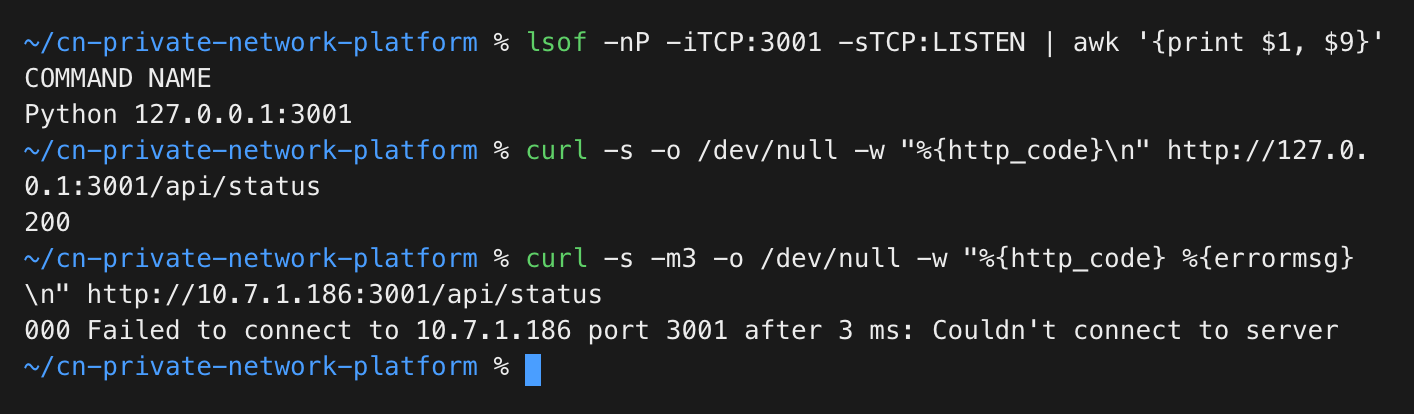 ~/cn-private-network-platform % lsof -nP -iTCP:3001 -sTCP:LISTEN | awk '{print $1, $9}'
COMMAND NAME
Python 127.0.0.1:3001
~/cn-private-network-platform % curl -s -o /dev/null -w "%{http_code}\n" http://127.0.
0.1:3001/api/status
200
~/cn-private-network-platform % curl -s -m3 -o /dev/null -w "%{http_code} %{errormsg}
\n" http://10.7.1.186:3001/api/status
000 Failed to connect to 10.7.1.186 port 3001 after 3 ms: Couldn't connect to server
~/cn-private-network-platform %